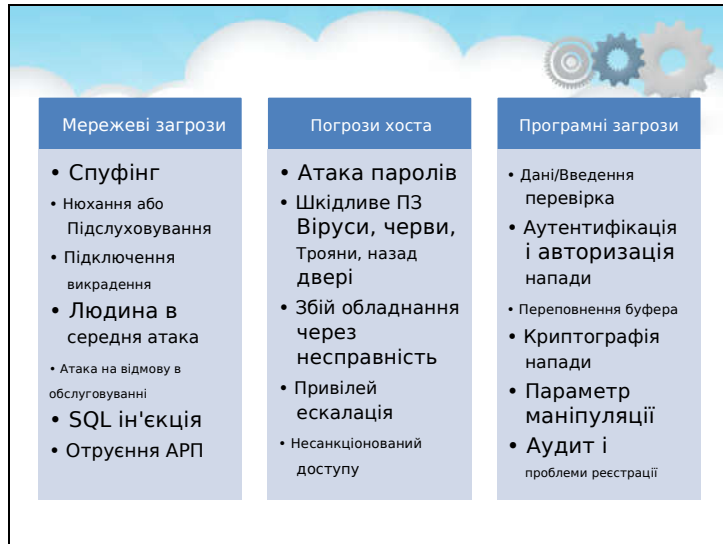 Мережеві загрози
• Спуфінг
• Нюхання або
Підслуховування
• Підключення
викрадення
• Людина в
середня атака
• Атака на відмову в
обслуговуванні
• SQL ін'єкція
• Отруєння АРП
Погрози хоста
• Атака паролів
• Шкідливе ПЗ
Віруси, черви,
Трояни, назад
двері
• Збій обладнання
через
несправність
• Привілей
ескалація
• Несанкціонований
доступу
Програмні загрози
• Дані/Введення
перевірка
• Аутентифікація
і авторизація
напади
• Переповнення буфера
• Криптографія
напади
• Параметр
маніпуляції
• Аудит і
проблеми реєстрації